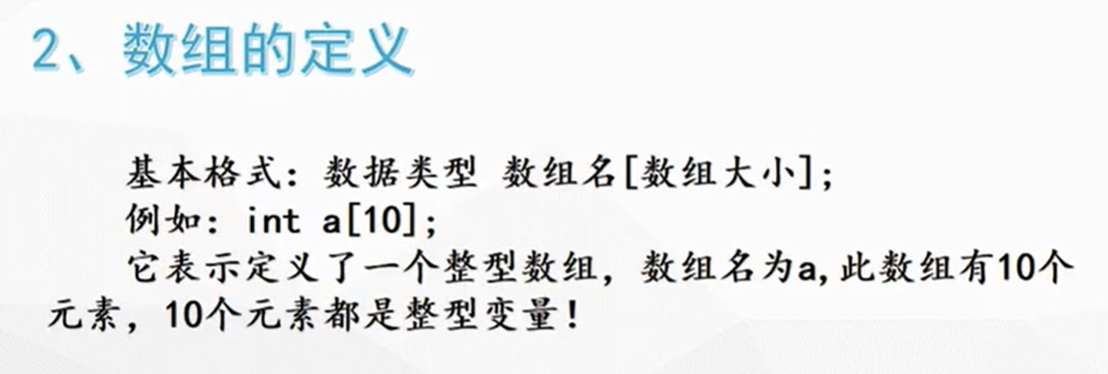 2、数组的定义
基本格式：数据类型 数组名[数组大小];
例如：int a[10];
它表示定义了一个整型数组，数组名为a,此数组有10个
元素，10个元素都是整型变量!